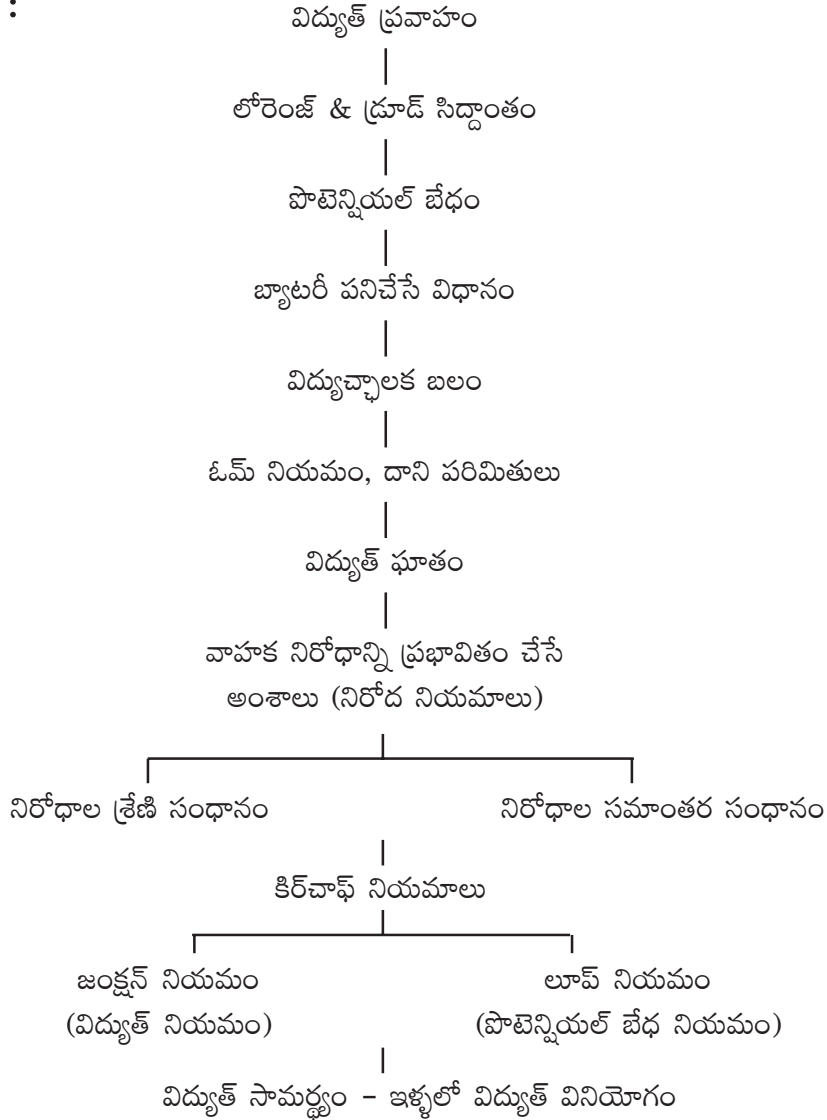 :
విద్యుత్ ప్రవాహం
లోరెంజ్ & డ్రూడ్ సిద్దాంతం
పొటెన్షియల్ బేధం
బ్యాటరీ పనిచేసే విధానం
విద్యుచ్ఛాలక బలం
ఓమ్ నియమం, దాని పరిమితులు
విద్యుత్ ఘాతం
వాహక నిరోధాన్ని ప్రభావితం చేసే
అంశాలు (నిరోద నియమాలు)
నిరోధాల శ్రేణి సంధానం నిరోధాల సమాంతర సంధానం
కిర్‌చాఫ్ నియమాలు
జంక్షన్ నియమం లూప్ నియమం
(విద్యుత్ నియమం) (పొటెన్షియల్ బేధ నియమం)
విద్యుత్ సామర్థ్యం - ఇళ్ళలో విద్యుత్ వినియోగం